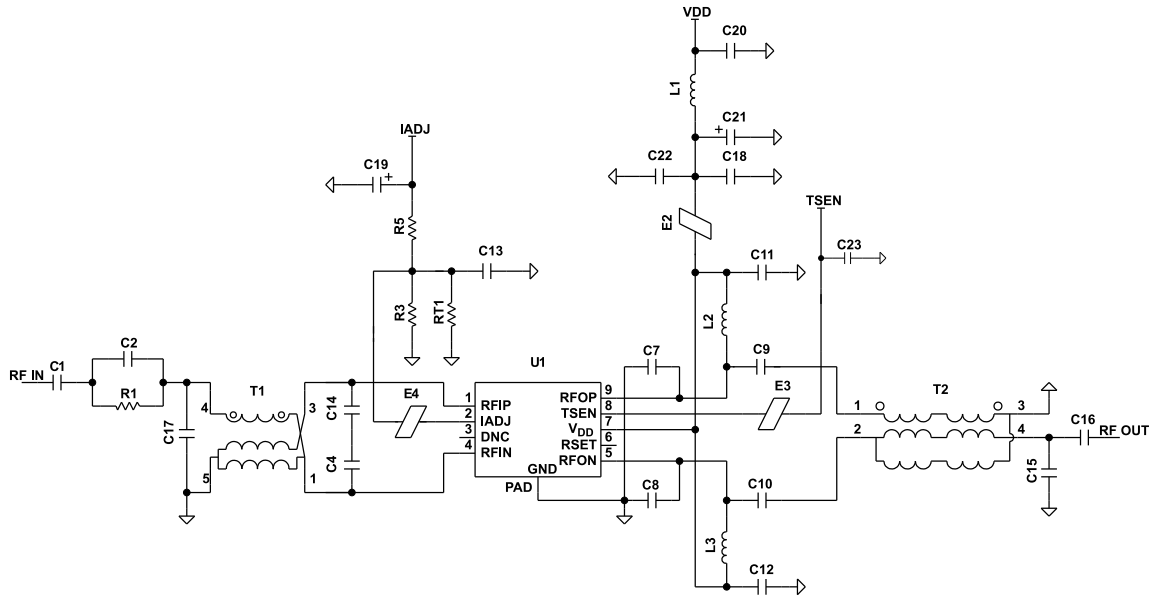 VDD
C20
L1
C21
+
IADJ
C19
+
C22
C18
R5
E2
TSEN
C13
C11
C23
R3
RT1
L2
C2
C7
C9
RF IN
C1
R1
U1
T1
E4
E3
T2
4
3
C14
1
RFIP
2
IADJ
3
DNC
4
RFIN
RFOP
9
TSEN
8
VDD
7
RSET
6
RFON
5
GND
PAD
1
3
2
4
C16
RF OUT
C17
C4
5
1
C15
C8
C10
L3
C12